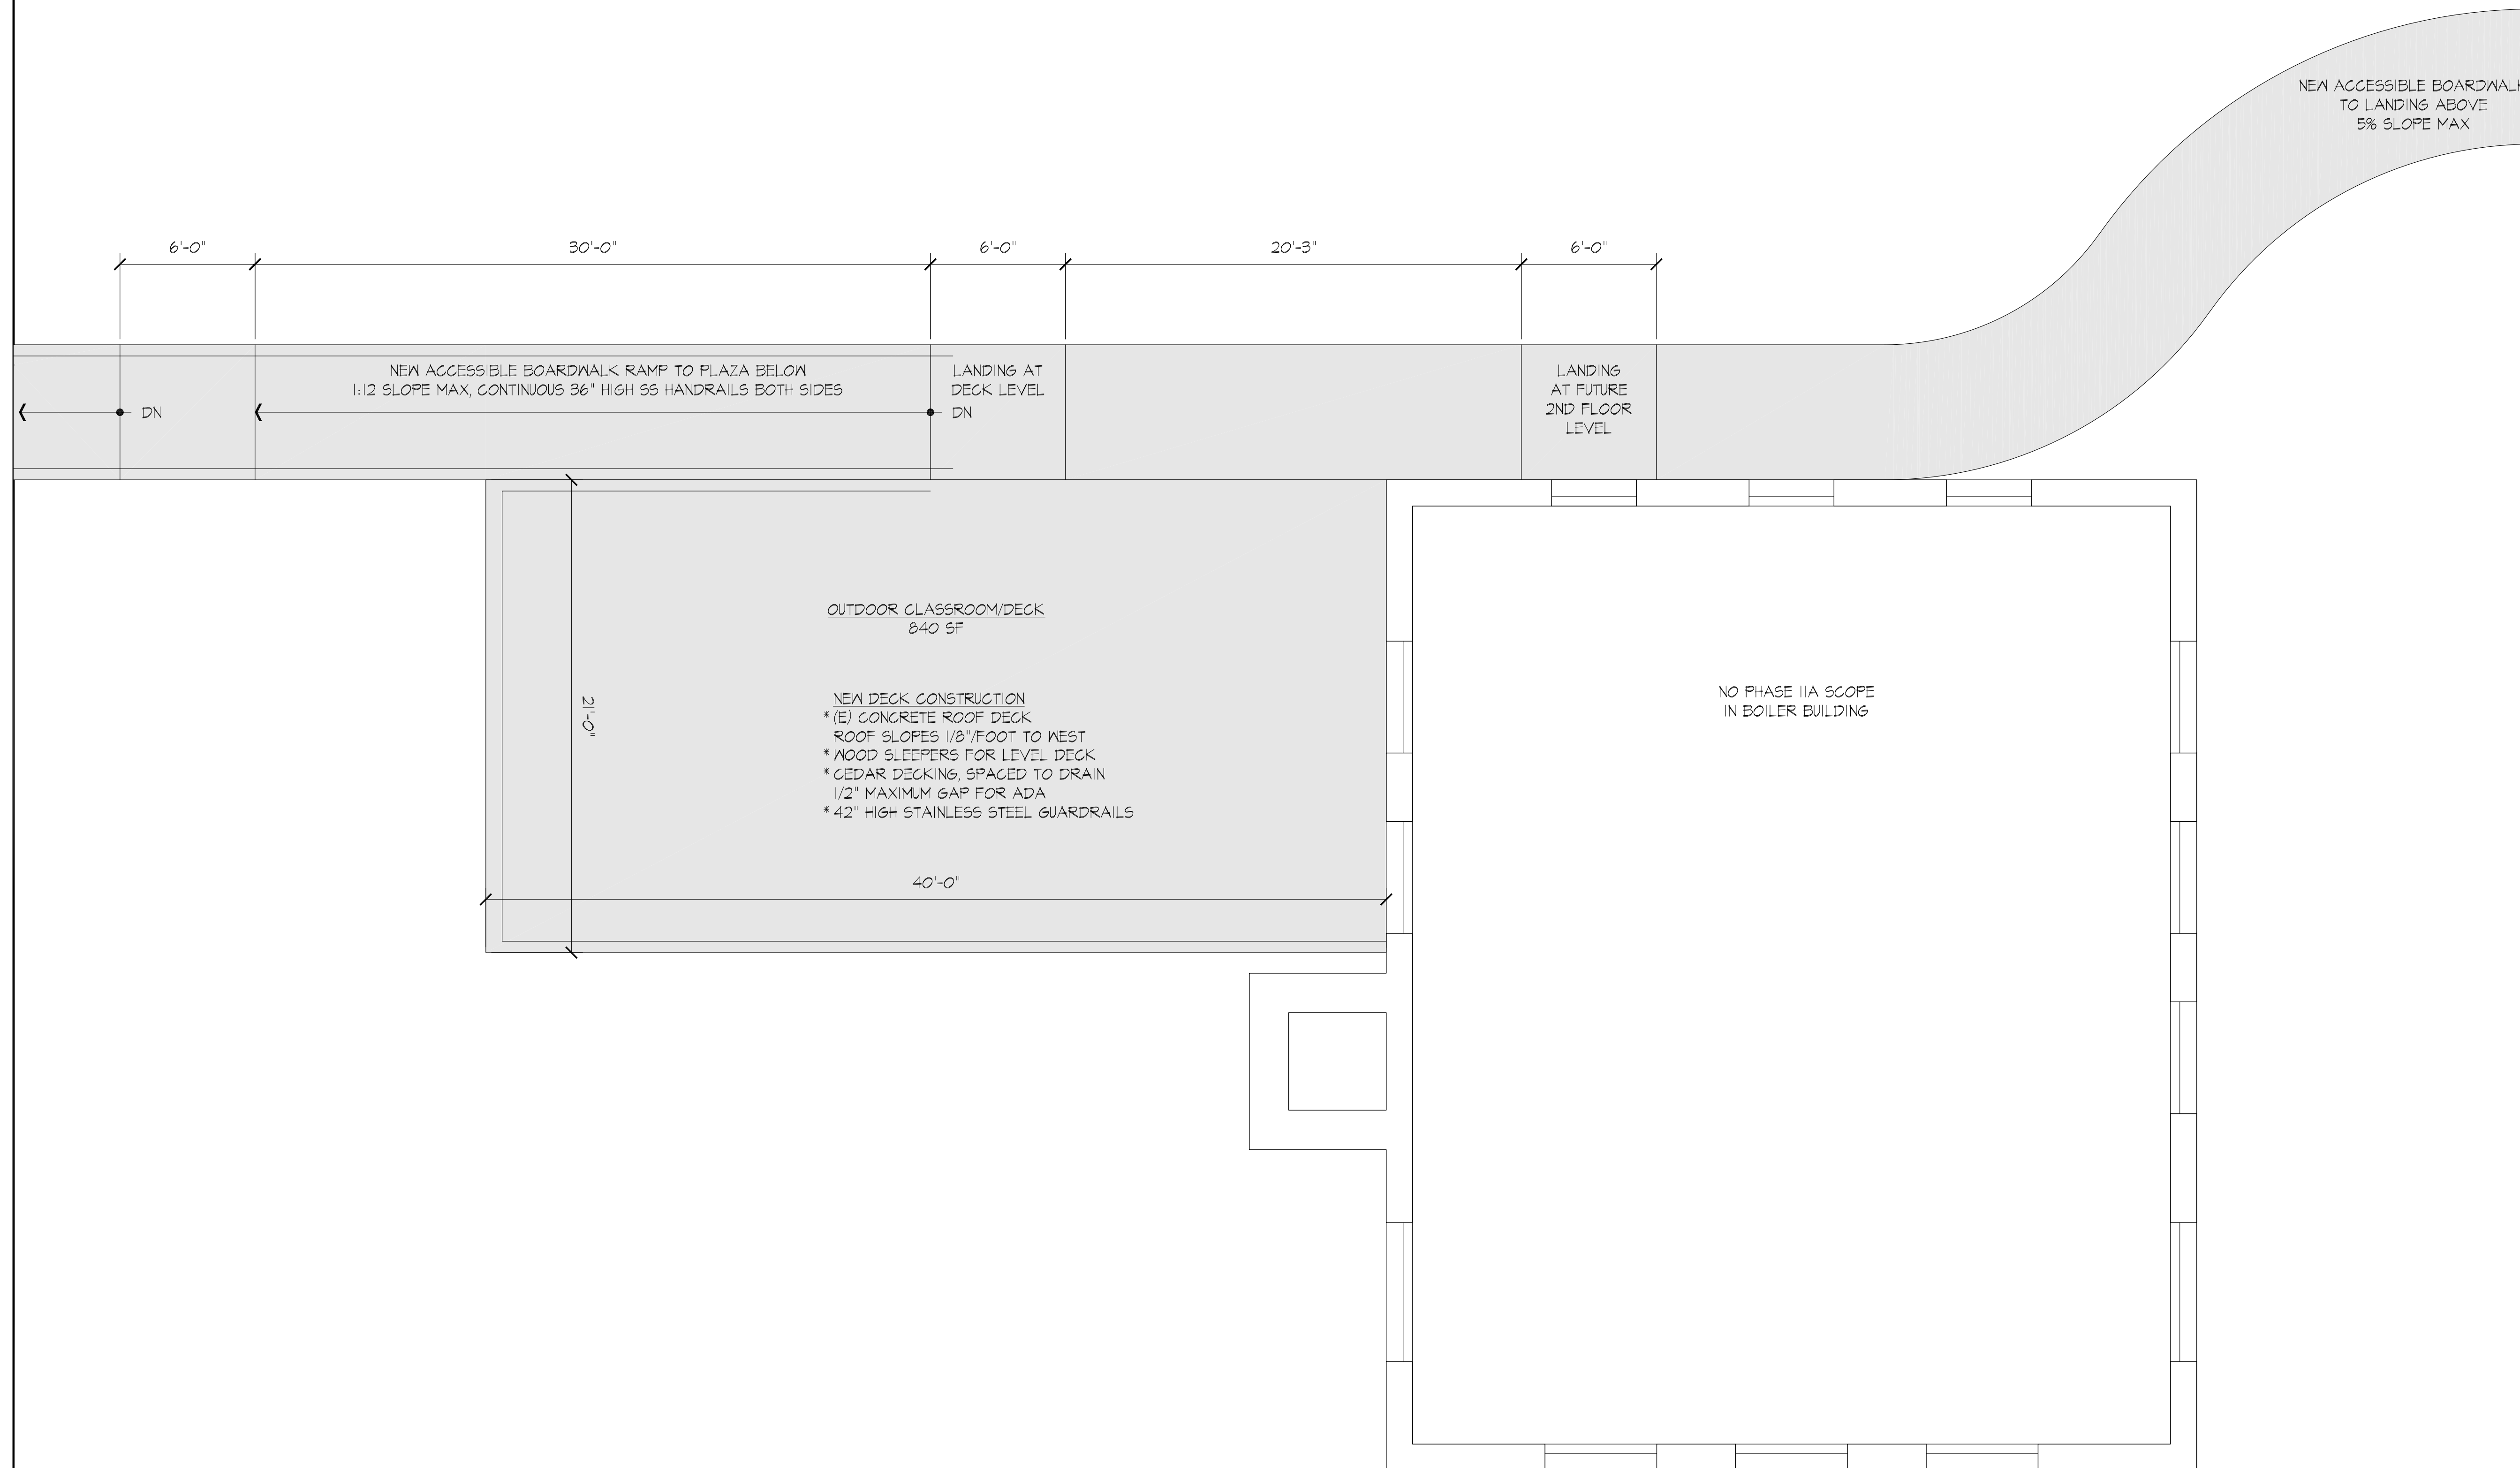 NEW ACCESSIBLE BOARDWALK
TO LANDING ABOVE
5% SLOPE MAX
6'-0"
30'-0"
6'-0"
20'-3"
6'-0"
NEW ACCESSIBLE BOARDWALK RAMP TO PLAZA BELOW
1:12 SLOPE MAX, CONTINUOUS 36" HIGH SS HANDRAILS BOTH SIDES
DN
LANDING AT
DECK LEVEL
DN
LANDING
AT FUTURE
2ND FLOOR
LEVEL
OUTDOOR CLASSROOM/DECK
840 SF
NEW DECK CONSTRUCTION
* (E) CONCRETE ROOF DECK
ROOF SLOPES 1/8"/FOOT TO WEST
* WOOD SLEEPERS FOR LEVEL DECK
* CEDAR DECKING, SPACED TO DRAIN
1/2" MAXIMUM GAP FOR ADA
* 42" HIGH STAINLESS STEEL GUARDRAILS
21'-0"
40'-0"
NO PHASE IIA SCOPE
IN BOILER BUILDING